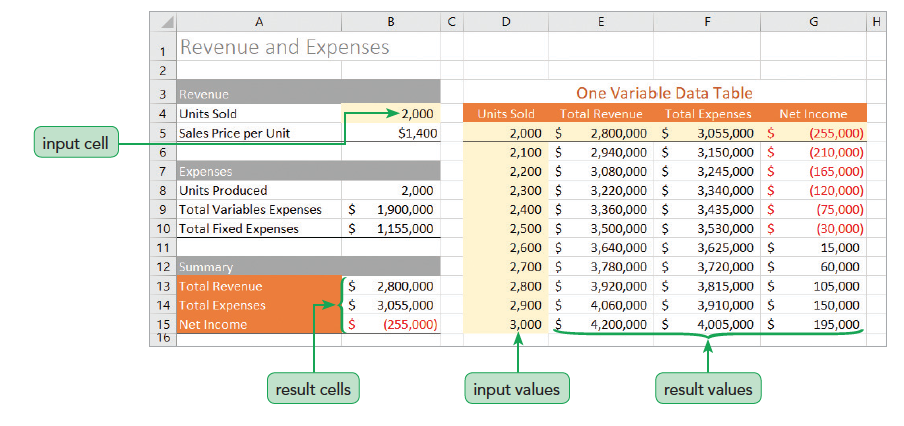 A B C D E F G H
1 Revenue and Expenses
2
3 Revenue One Variable Data Table
4 Units Sold 2,000 Units Sold Total Revenue Total Expenses Net Income
5 Sales Price per Unit $1,400 2,000 $ 2,800,000 $ 3,055,000 $ (255,000)
input cell
6 2,100 $ 2,940,000 $ 3,150,000 $ (210,000)
7 Expenses 2,200 $ 3,080,000 $ 3,245,000 $ (165,000)
8 Units Produced 2,000 2,300 $ 3,220,000 $ 3,340,000 $ (120,000)
9 Total Variables Expenses $ 1,900,000 2,400 $ 3,360,000 $ 3,435,000 $ (75,000)
10 Total Fixed Expenses $ 1,155,000 2,500 $ 3,500,000 $ 3,530,000 $ (30,000)
11 2,600 $ 3,640,000 $ 3,625,000 $ 15,000
12 Summary 2,700 $ 3,780,000 $ 3,720,000 $ 60,000
13 Total Revenue $ 2,800,000 2,800 $ 3,920,000 $ 3,815,000 $ 105,000
14 Total Expenses $ 3,055,000 2,900 $ 4,060,000 $ 3,910,000 $ 150,000
15 Net Income $ (255,000) 3,000 $ 4,200,000 $ 4,005,000 $ 195,000
16
result cells input values result values